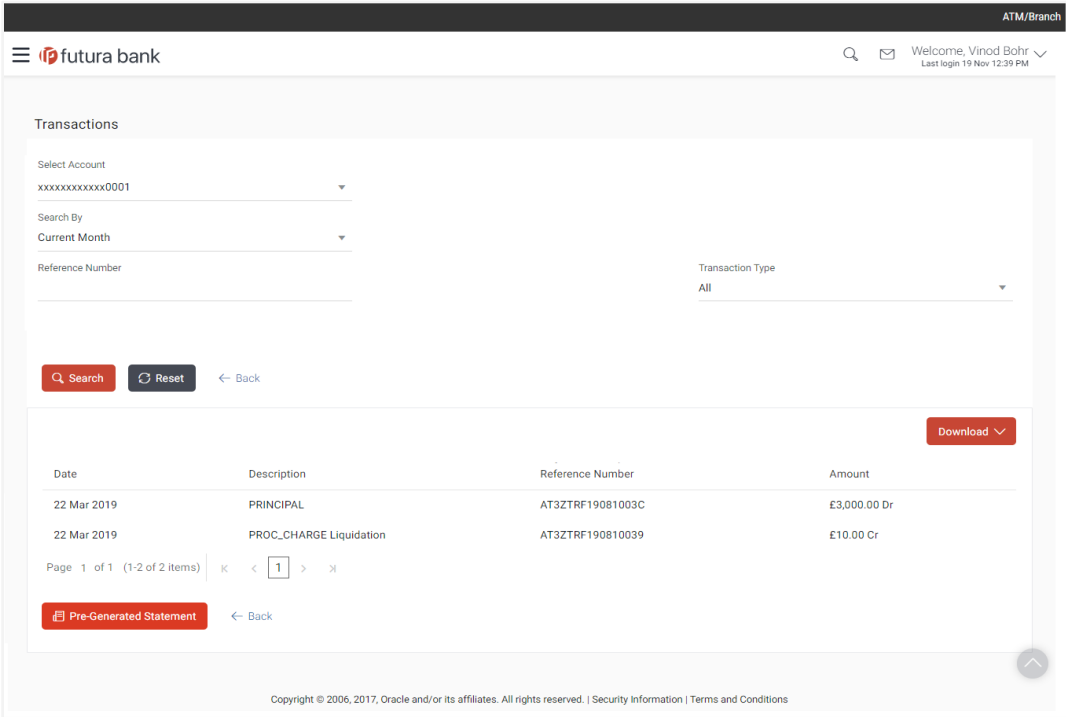 ATM/Branch
futura bank
Welcome, Vinod Bohr
Last login 19 Nov 12:39 PM
Transactions
Select Account
xxxxxxxxxxxx0001
Search By
Current Month
Reference Number
Transaction Type
All
Search Reset Back
Download
Date Description Reference Number Amount
22 Mar 2019 PRINCIPAL AT3ZTRF19081003C £3,000.00 Dr
22 Mar 2019 PROC_CHARGE Liquidation AT3ZTRF190810039 £10.00 Cr
Page 1 of 1 (1-2 of 2 items) 1
Pre-Generated Statement Back
Copyright © 2006, 2017, Oracle and/or its affiliates. All rights reserved. | Security Information | Terms and Conditions